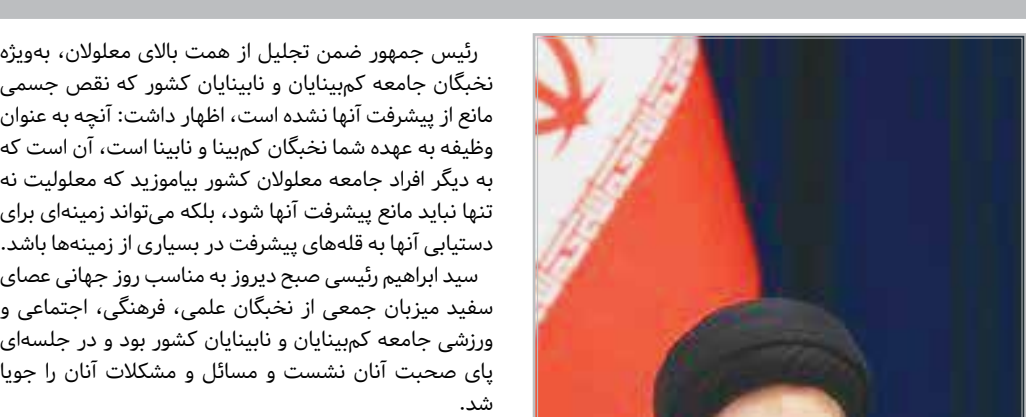 رئیس جمهور ضمن تجلیل از همت بالای معلولان، به‌ویژه
نخبگان جامعه کم‌بینایان و نابینایان کشور که نقص جسمی
مانع از پیشرفت آنها نشده است، اظهار داشت: آنچه به عنوان
وظیفه به عهده شما نخبگان کم‌بینا و نابینا است، آن است که
به دیگر افراد جامعه معلولان کشور بیاموزید که معلولیت نه
تنها نباید مانع پیشرفت آنها شود، بلکه می‌تواند زمینه‌ای برای
دستیابی آنها به قله‌های پیشرفت در بسیاری از زمینه‌ها باشد.
سید ابراهیم رئیسی صبح دیروز به مناسب روز جهانی عصای
سفید میزبان جمعی از نخبگان علمی، فرهنگی، اجتماعی و
ورزشی جامعه کم‌بینایان و نابینایان کشور بود و در جلسه‌ای
پای صحبت آنان نشست و مسائل و مشکلات آنان را جویا
شد.